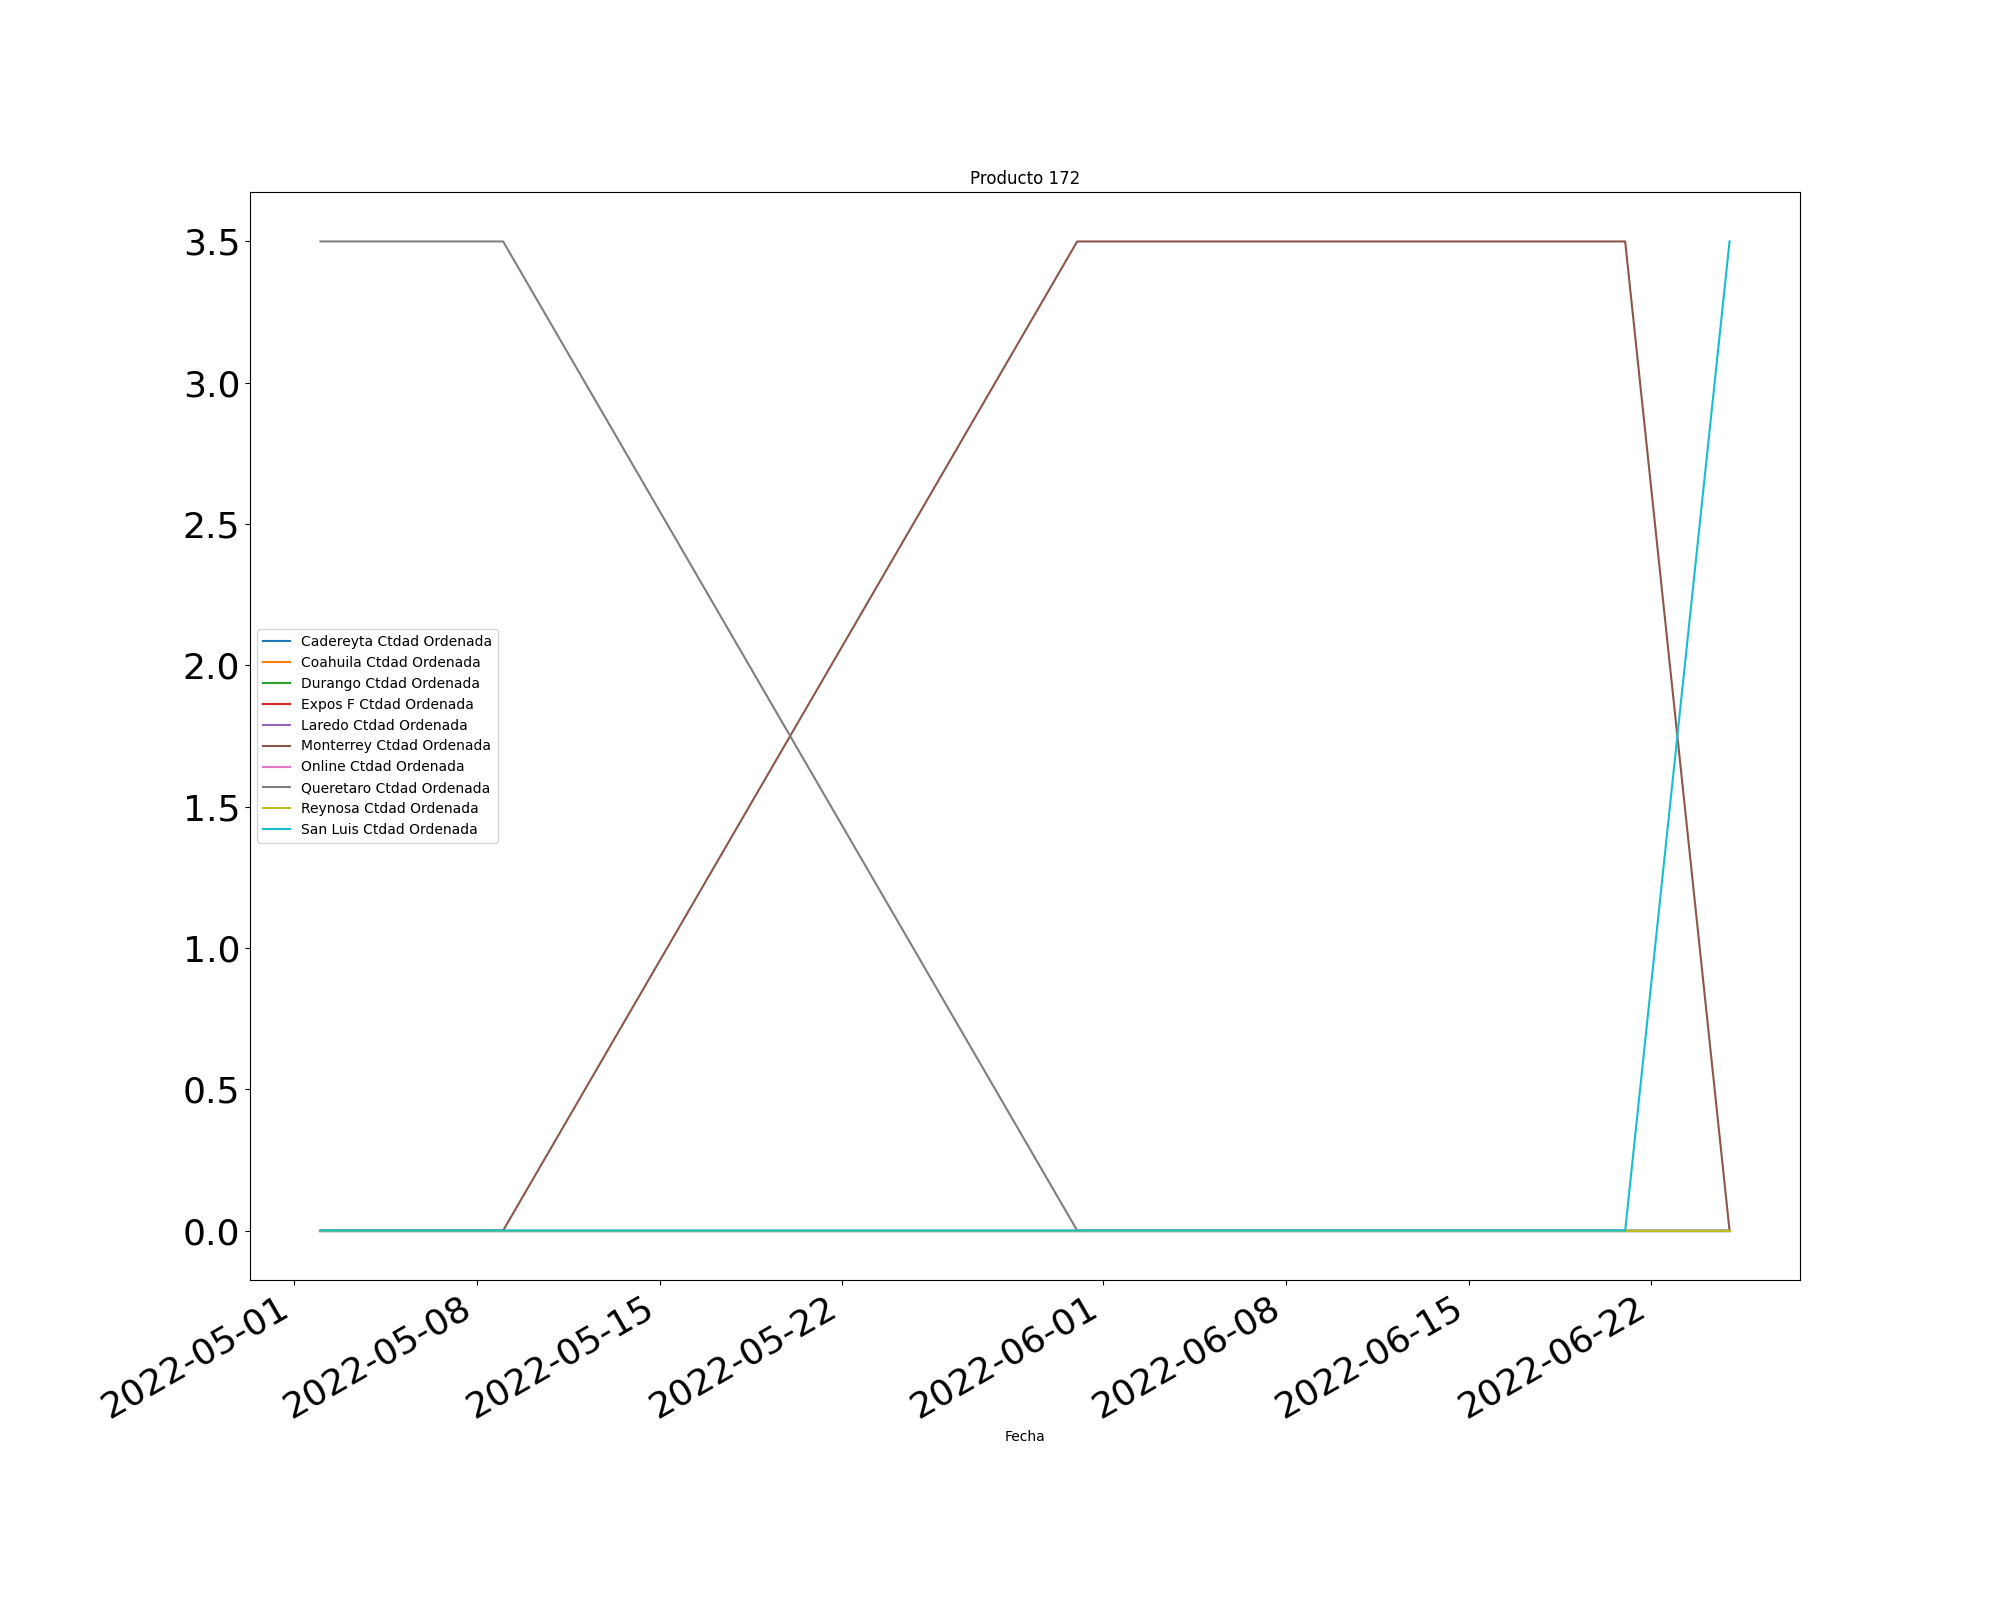 Producto 172
3.5
3.0
2.5
2.0
1.5
1.0
0.5
0.0
Cadereyta Ctdad Ordenada
Coahuila Ctdad Ordenada
Durango Ctdad Ordenada
Expos F Ctdad Ordenada
Laredo Ctdad Ordenada
Monterrey Ctdad Ordenada
Online Ctdad Ordenada
Queretaro Ctdad Ordenada
Reynosa Ctdad Ordenada
San Luis Ctdad Ordenada
2022-05-01
2022-05-08
2022-05-15
2022-05-22
2022-06-01
2022-06-08
2022-06-15
2022-06-22
Fecha